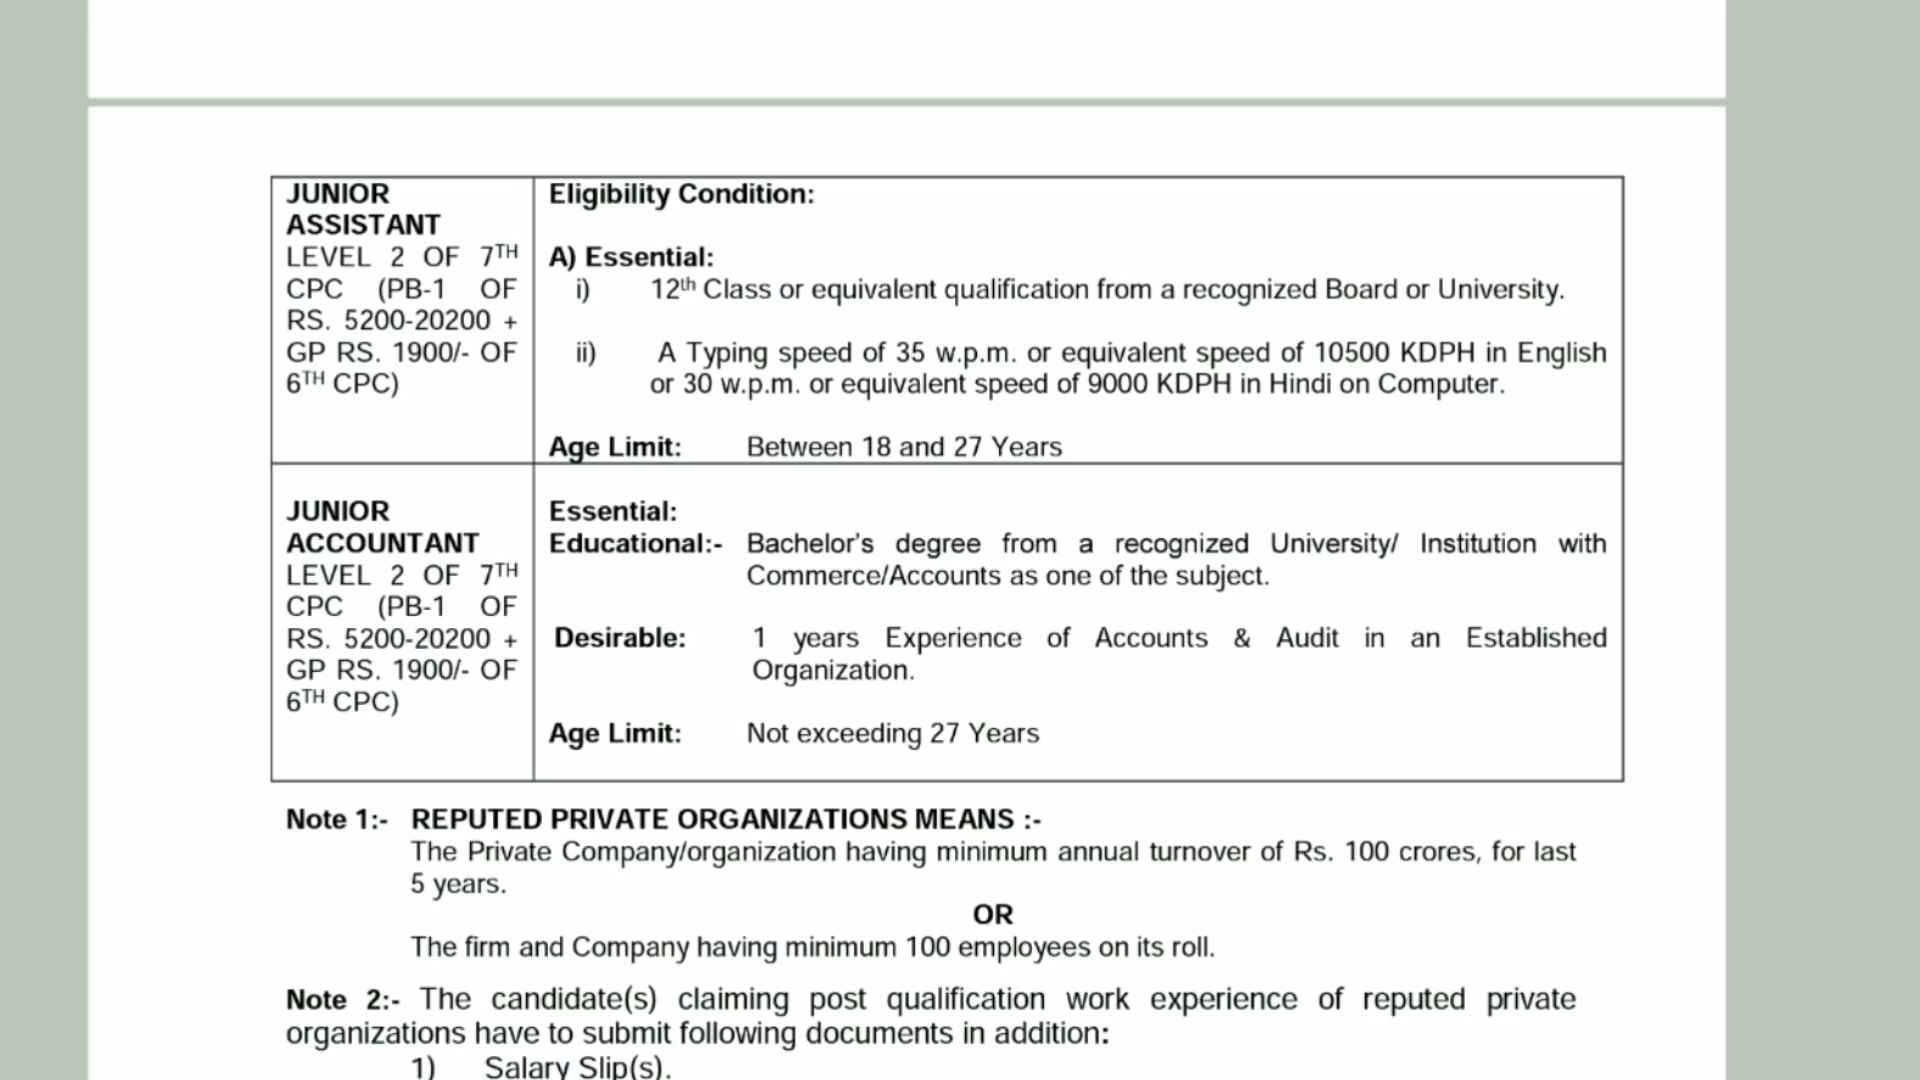 JUNIOR
ASSISTANT
LEVEL 2 OF 7TH
CPC (PB-1 OF
RS. 5200-20200 +
GP RS. 1900/- OF
6TH CPC)
Eligibility Condition:
A) Essential:
i) 12th Class or equivalent qualification from a recognized Board or University.
ii) A Typing speed of 35 w.p.m. or equivalent speed of 10500 KDPH in English
or 30 w.p.m. or equivalent speed of 9000 KDPH in Hindi on Computer.
Age Limit: Between 18 and 27 Years
JUNIOR
ACCOUNTANT
LEVEL 2 OF 7TH
CPC (PB-1 OF
RS. 5200-20200 +
GP RS. 1900/- OF
6TH CPC)
Essential:
Educational:- Bachelor's degree from a recognized University/ Institution with
Commerce/Accounts as one of the subject.
Desirable: 1 years Experience of Accounts & Audit in an Established
Organization.
Age Limit: Not exceeding 27 Years
Note 1:- REPUTED PRIVATE ORGANIZATIONS MEANS :-
The Private Company/organization having minimum annual turnover of Rs. 100 crores, for last
5 years.
OR
The firm and Company having minimum 100 employees on its roll.
Note 2:- The candidate(s) claiming post qualification work experience of reputed private
organizations have to submit following documents in addition:
1) Salary Slip(s).